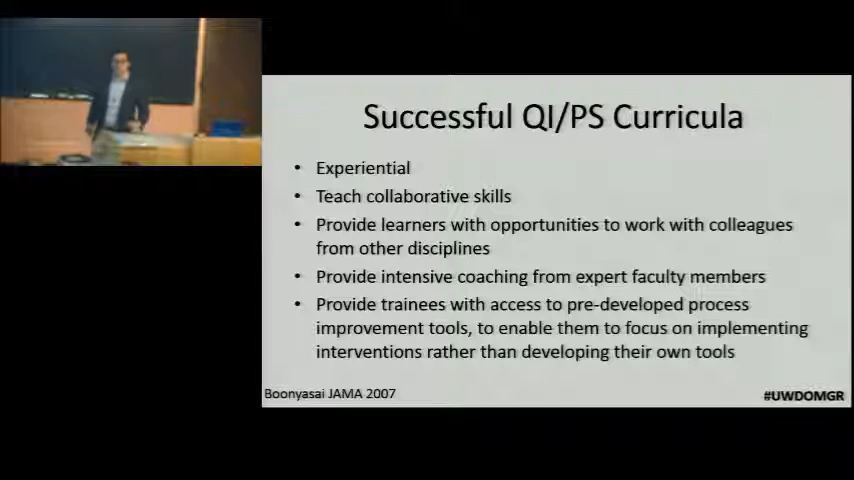 Successful QI/PS Curricula
• Experiential
• Teach collaborative skills
• Provide learners with opportunities to work with colleagues
from other disciplines
• Provide intensive coaching from expert faculty members
• Provide trainees with access to pre-developed process
improvement tools, to enable them to focus on implementing
interventions rather than developing their own tools
Boonyasai JAMA 2007
#UWDOMGR